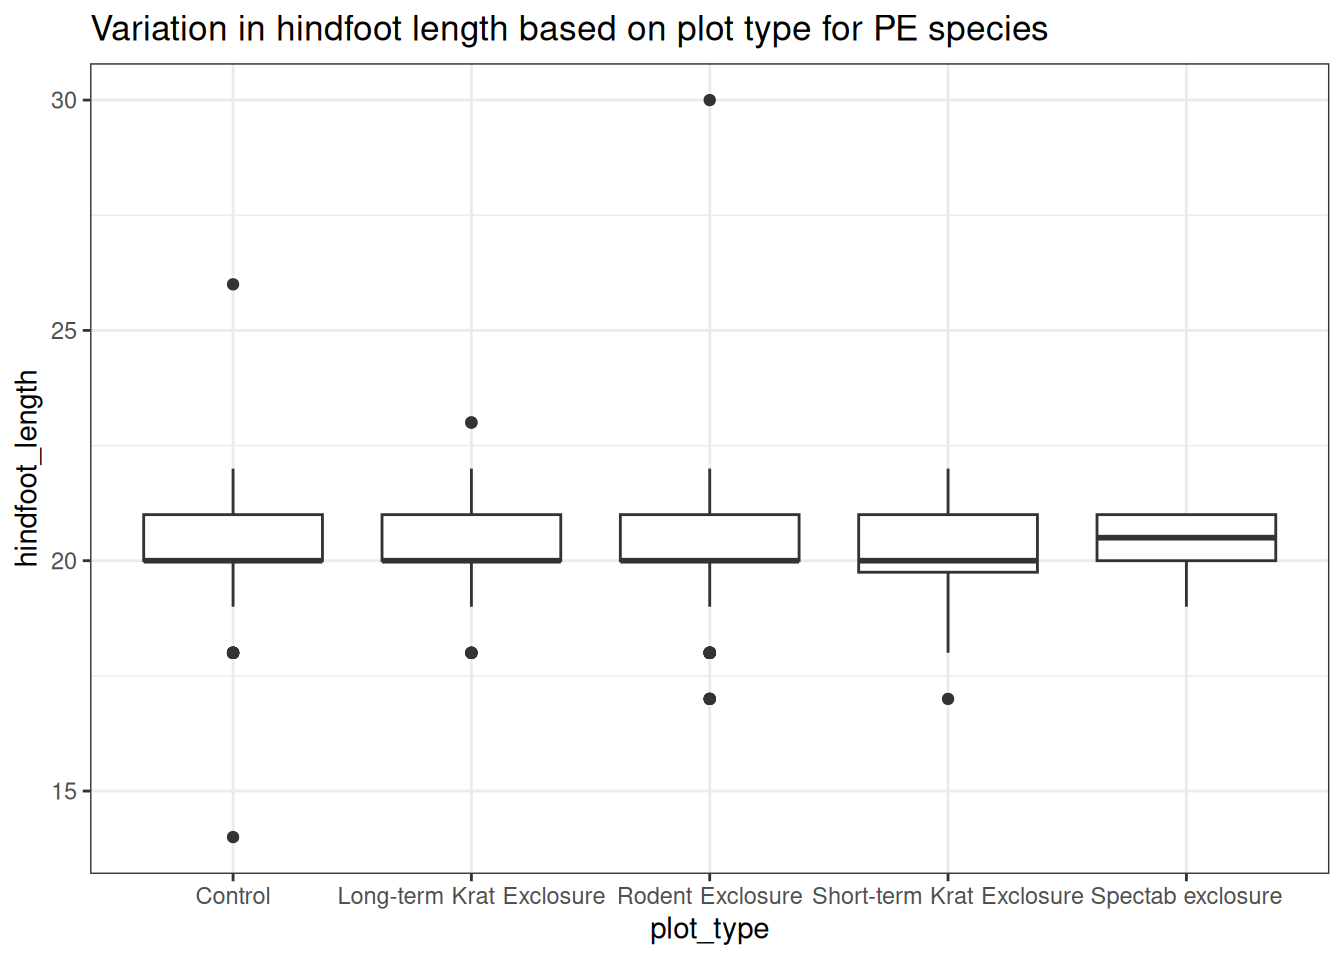 Variation in hindfoot length based on plot type for PE species
hindfoot_length
30
25
20
15
Control Long-term Krat Exclosure Rodent Exclosure Short-term Krat Exclosure Spectab exclosure
plot_type